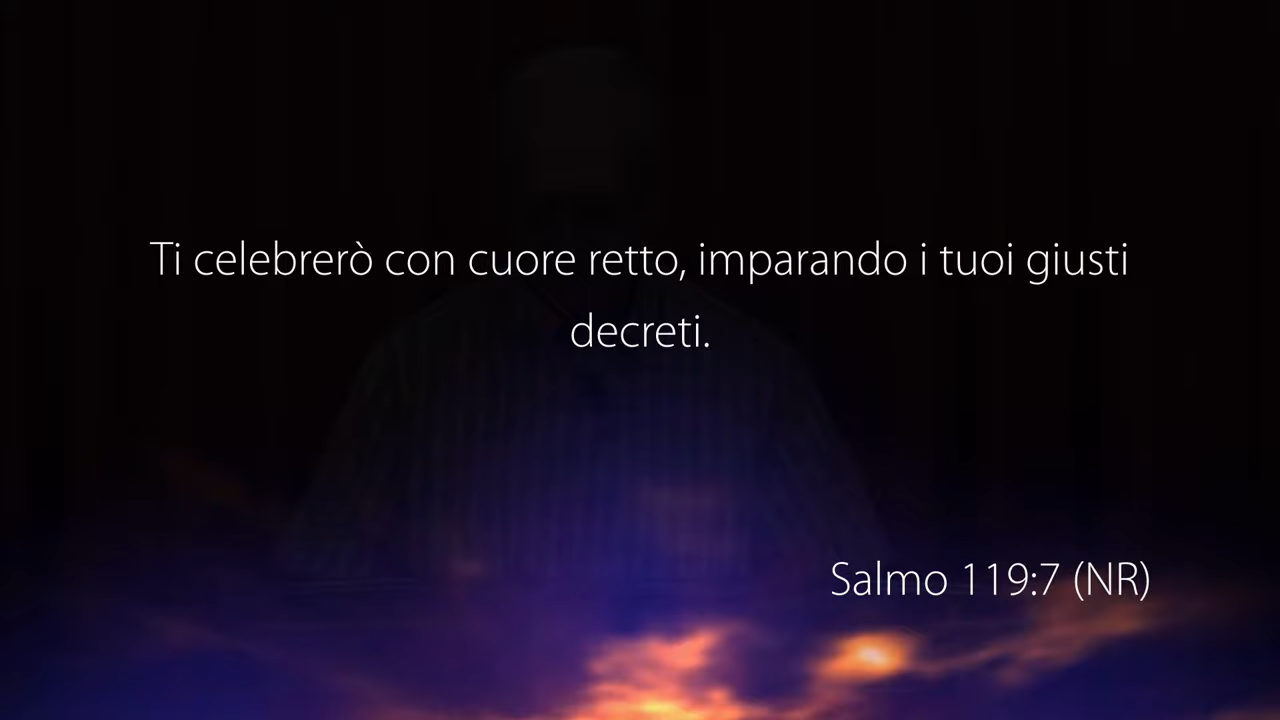 Ti celebrerò con cuore retto, imparando i tuoi giusti
decreti.
Salmo 119:7 (NR)